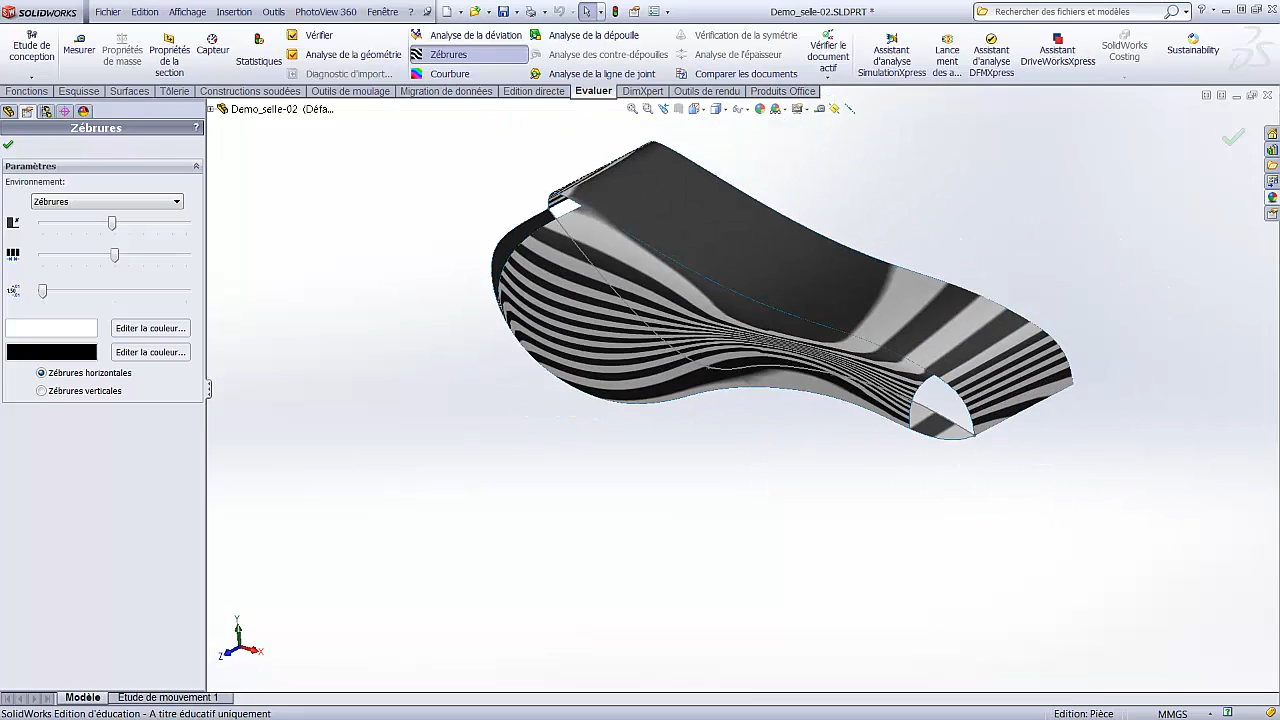 SOLIDWORKS Fichier Edition Affichage Insertion Outils PhotoView 360 Fenêtre ? Demo_selle-02.SLDPRT * Rechercher des fichiers et modèles
Etude de conception
Mesurer
Propriétés de masse
Propriétés de la section
Capteur
Statistiques
Vérifier
Analyse de la géométrie
Diagnostic d'import...
Analyse de la déviation
Zébrures
Courbure
Analyse de la dépouille
Analyse des contre-dépouilles
Analyse de la ligne de joint
Vérification de la symétrie
Analyse de l'épaisseur
Comparer les documents
Vérifier le document actif
Assistant d'analyse SimulationXpress
Lance des a...
Assistant d'analyse DFMXpress
Assistant DriveWorksXpress
SolidWorks Costing
Sustainability
Fonctions Esquisse Surfaces Tôlerie Constructions soudées Outils de moulage Migration de données Edition directe Evaluer DimXpert Outils de rendu Produits Office
Demo_selle-02 (Défa...
Zébrures ?
Paramètres
Environnement:
Zébrures
Editer la couleur...
Editer la couleur...
Zébrures horizontales
Zébrures verticales
Y
X
Z
Modèle Etude de mouvement 1
SolidWorks Edition d'éducation - A titre éducatif uniquement Edition: Pièce MMGS